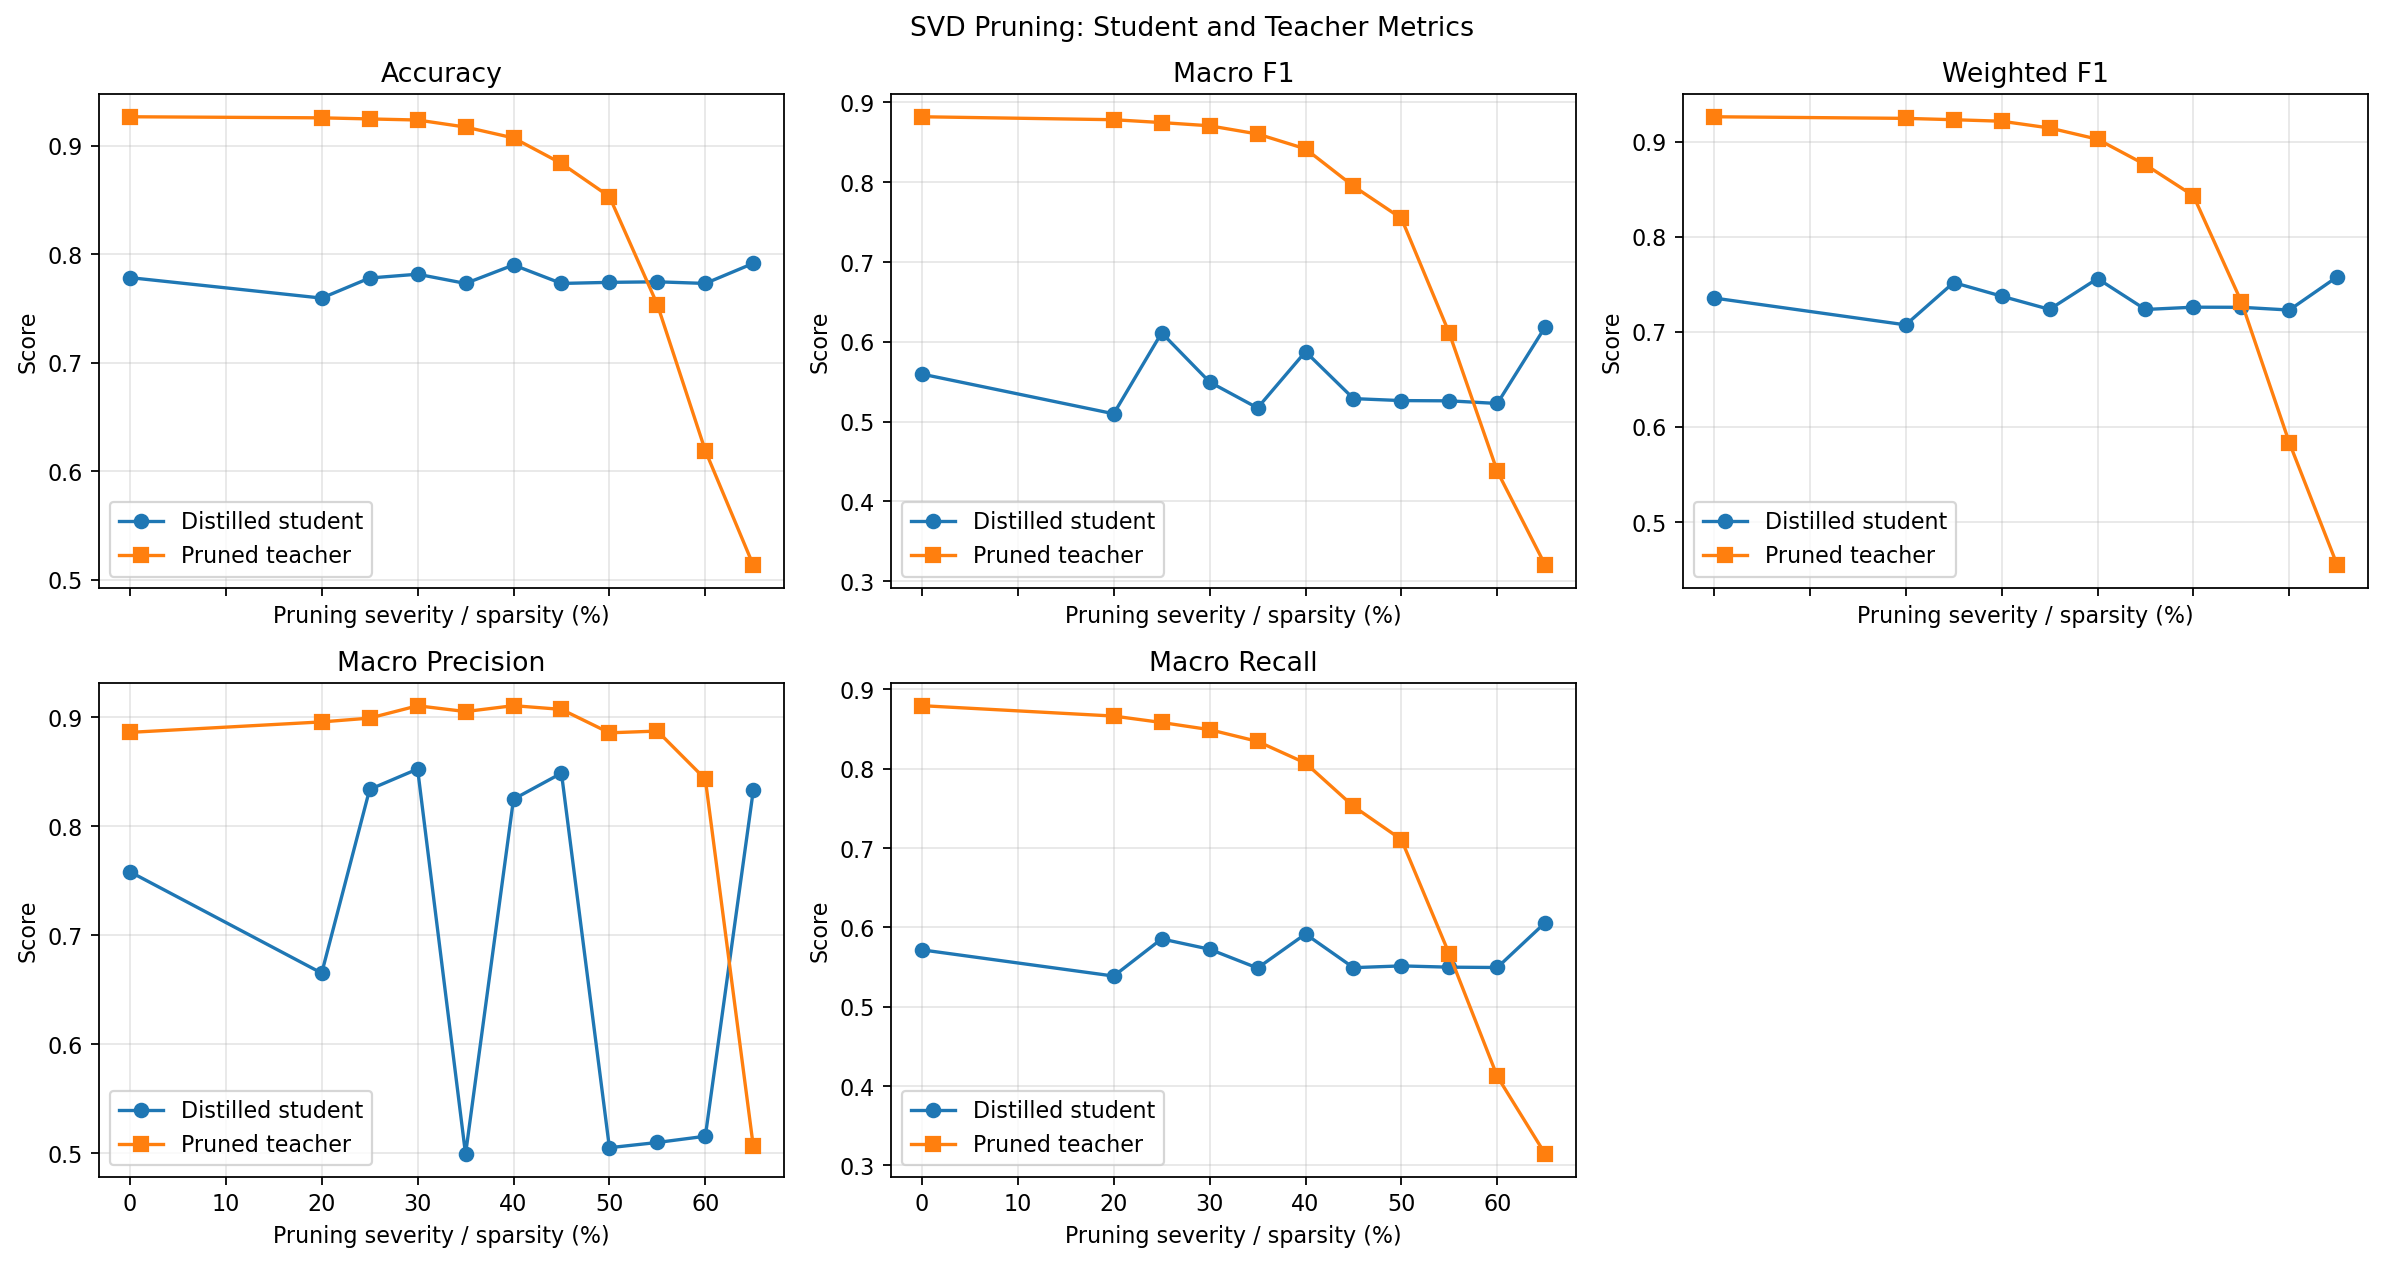 SVD Pruning: Student and Teacher Metrics
Accuracy
0.9
0.8
0.7
0.6
0.5
Score
Distilled student
Pruned teacher
Pruning severity / sparsity (%)
Macro F1
0.9
0.8
0.7
0.6
0.5
0.4
0.3
Score
Distilled student
Pruned teacher
Pruning severity / sparsity (%)
Weighted F1
0.9
0.8
0.7
0.6
0.5
Score
Distilled student
Pruned teacher
Pruning severity / sparsity (%)
Macro Precision
0.9
0.8
0.7
0.6
0.5
Score
Distilled student
Pruned teacher
0 10 20 30 40 50 60
Pruning severity / sparsity (%)
Macro Recall
0.9
0.8
0.7
0.6
0.5
0.4
0.3
Score
Distilled student
Pruned teacher
0 10 20 30 40 50 60
Pruning severity / sparsity (%)